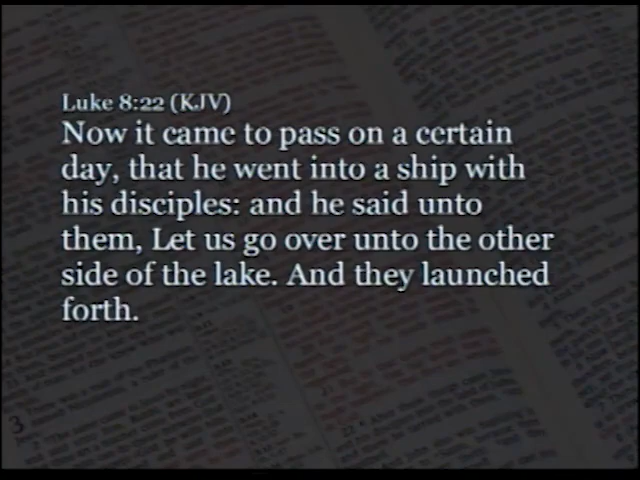 Luke 8:22 (KJV)
Now it came to pass on a certain
day, that he went into a ship with
his disciples: and he said unto
them, Let us go over unto the other
side of the lake. And they launched
forth.